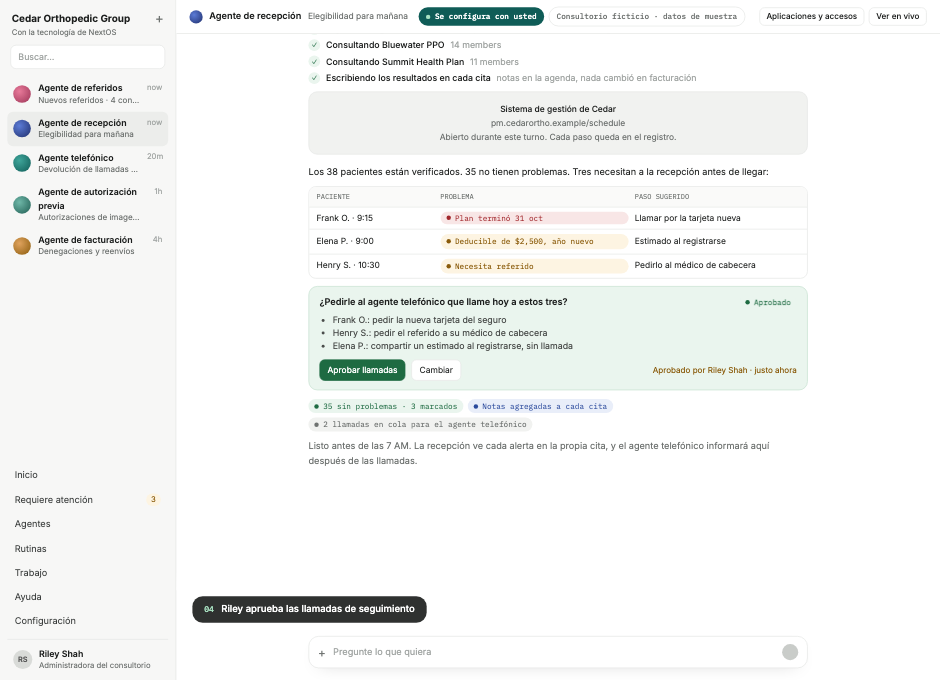 Cedar Orthopedic Group +
Con la tecnología de NextOS
Buscar...
Agente de referidos now
Nuevos referidos · 4 con...
Agente de recepción now
Elegibilidad para mañana
Agente telefónico 20m
Devolución de llamadas ...
Agente de autorización previa 1h
Autorizaciones de image...
Agente de facturación 4h
Denegaciones y reenvíos
Inicio
Requiere atención 3
Agentes
Rutinas
Trabajo
Ayuda
Configuración
RS
Riley Shah
Administradora del consultorio
Agente de recepción Elegibilidad para mañana Se configura con usted Consultorio ficticio · datos de muestra Aplicaciones y accesos Ver en vivo
Consultando Bluewater PPO 14 members
Consultando Summit Health Plan 11 members
Escribiendo los resultados en cada cita notas en la agenda, nada cambió en facturación
Sistema de gestión de Cedar
pm.cedarortho.example/schedule
Abierto durante este turno. Cada paso queda en el registro.
Los 38 pacientes están verificados. 35 no tienen problemas. Tres necesitan a la recepción antes de llegar:
PACIENTE PROBLEMA PASO SUGERIDO
Frank O. · 9:15 Plan terminó 31 oct Llamar por la tarjeta nueva
Elena P. · 9:00 Deducible de $2,500, año nuevo Estimado al registrarse
Henry S. · 10:30 Necesita referido Pedirlo al médico de cabecera
¿Pedirle al agente telefónico que llame hoy a estos tres? Aprobado
• Frank O.: pedir la nueva tarjeta del seguro
• Henry S.: pedir el referido a su médico de cabecera
• Elena P.: compartir un estimado al registrarse, sin llamada
Aprobar llamadas Cambiar Aprobado por Riley Shah · justo ahora
35 sin problemas · 3 marcados Notas agregadas a cada cita
2 llamadas en cola para el agente telefónico
Listo antes de las 7 AM. La recepción ve cada alerta en la propia cita, y el agente telefónico informará aquí
después de las llamadas.
04 Riley aprueba las llamadas de seguimiento
+ Pregunte lo que quiera